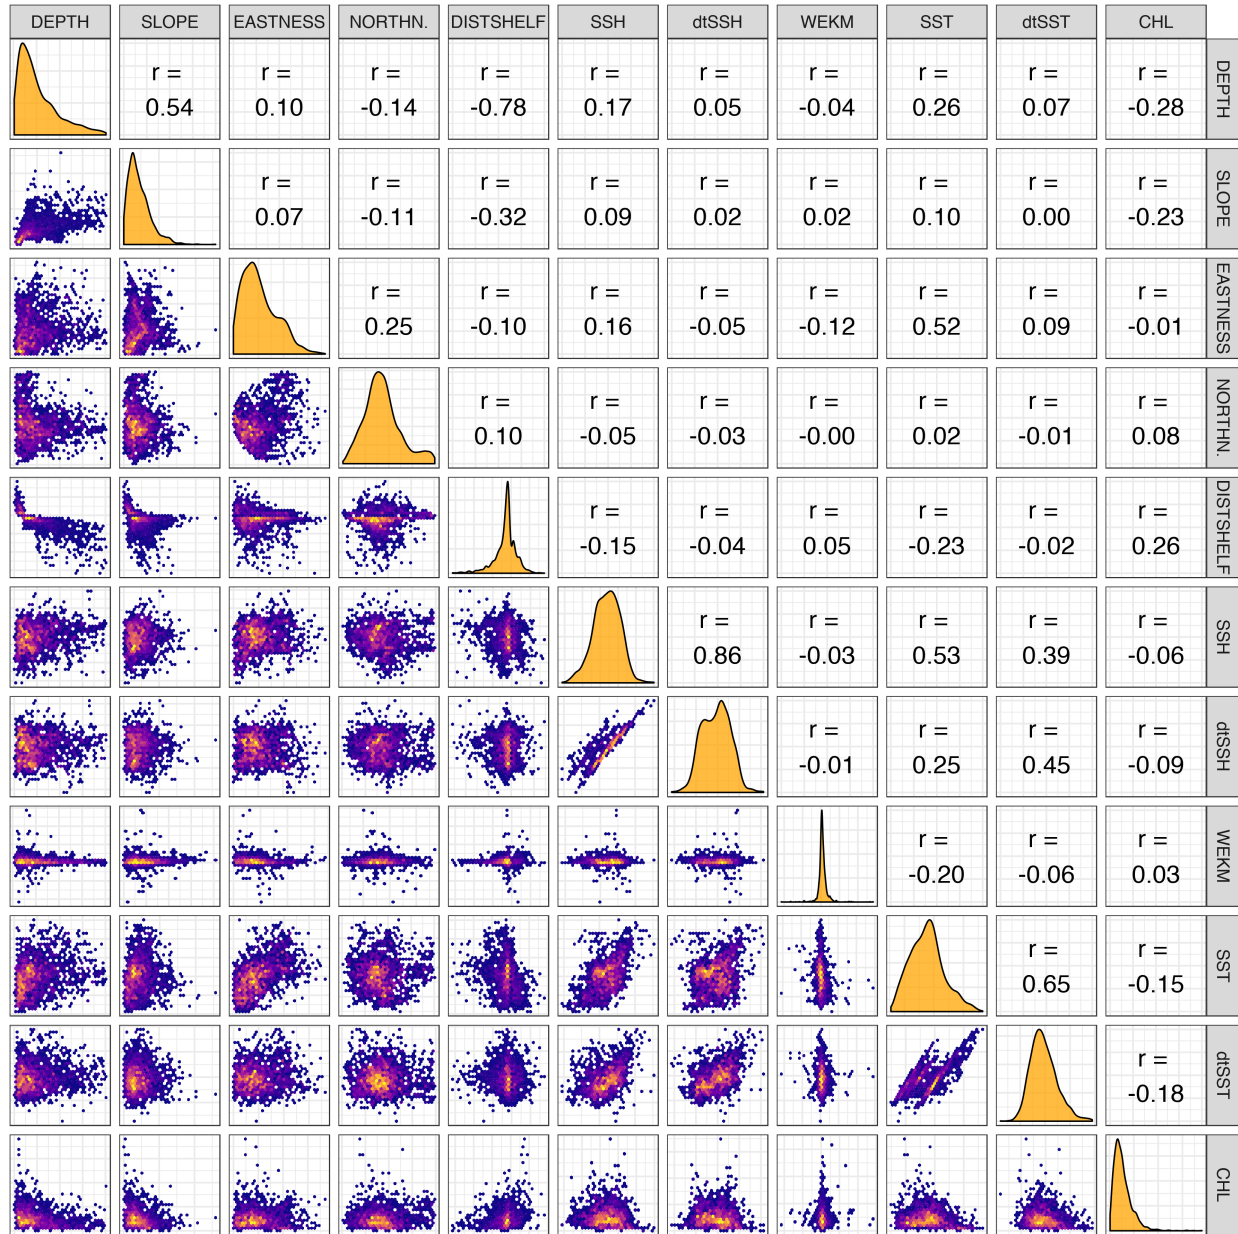 DEPTH SLOPE EASTNESS NORTHN. DISTSHELF SSH dtSSH WEKM SST dtSST CHL
r = r = r = r = r = r = r = r = r = r =
0.54 0.10 -0.14 -0.78 0.17 0.05 -0.04 0.26 0.07 -0.28
DEPTH
r = r = r = r = r = r = r = r = r =
0.07 -0.11 -0.32 0.09 0.02 0.02 0.10 0.00 -0.23
SLOPE
r = r = r = r = r = r = r = r =
0.25 -0.10 0.16 -0.05 -0.12 0.52 0.09 -0.01
EASTNESS
r = r = r = r = r = r = r =
0.10 -0.05 -0.03 -0.00 0.02 -0.01 0.08
NORTHN.
r = r = r = r = r = r =
-0.15 -0.04 0.05 -0.23 -0.02 0.26
DISTSHELF
r = r = r = r = r =
0.86 -0.03 0.53 0.39 -0.06
SSH
r = r = r = r =
-0.01 0.25 0.45 -0.09
dtSSH
r = r = r =
-0.20 -0.06 0.03
WEKM
r = r =
0.65 -0.15
SST
r =
-0.18
dtSST
CHL